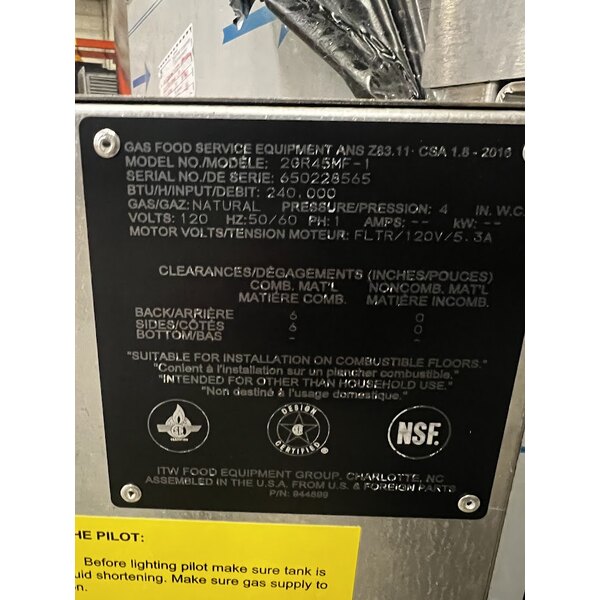 GAS FOOD SERVICE EQUIPMENT ANS Z83.11· CSA 1.8 - 2016
MODEL NO./MODÉLE: 2GR45MF-1
SERIAL NO./DE SERIE: 650228565
BTU/H/INPUT/DEBIT: 240,000
GAS/GAZ: NATURAL PRESSURE/PRESSION: 4 IN. W.C.
VOLTS: 120 HZ:50/60 PH:1 AMPS: -- kW: --
MOTOR VOLTS/TENSION MOTEUR: FLTR/120V/5.3A
CLEARANCES/DÉGAGEMENTS (INCHES/POUCES)
COMB. MAT'L NONCOMB. MAT'L
MATIÉRE COMB. MATIÉRE INCOMB.
BACK/ARRIÈRE 6 0
SIDES/CÔTÉS 6 0
BOTTOM/BAS - -
"SUITABLE FOR INSTALLATION ON COMBUSTIBLE FLOORS."
"Conient à l'installation sur un plancher combustible."
"INTENDED FOR OTHER THAN HOUSEHOLD USE."
"Non destiné à l'usage domestique."
DESIGN
CERTIFIED
NSF®
ITW FOOD EQUIPMENT GROUP, CHARLOTTE, NC
ASSEMBLED IN THE U.S.A. FROM U.S. & FOREIGN PARTS
P/N: 944899
HE PILOT:
Before lighting pilot make sure tank is
uid shortening. Make sure gas supply to
on.